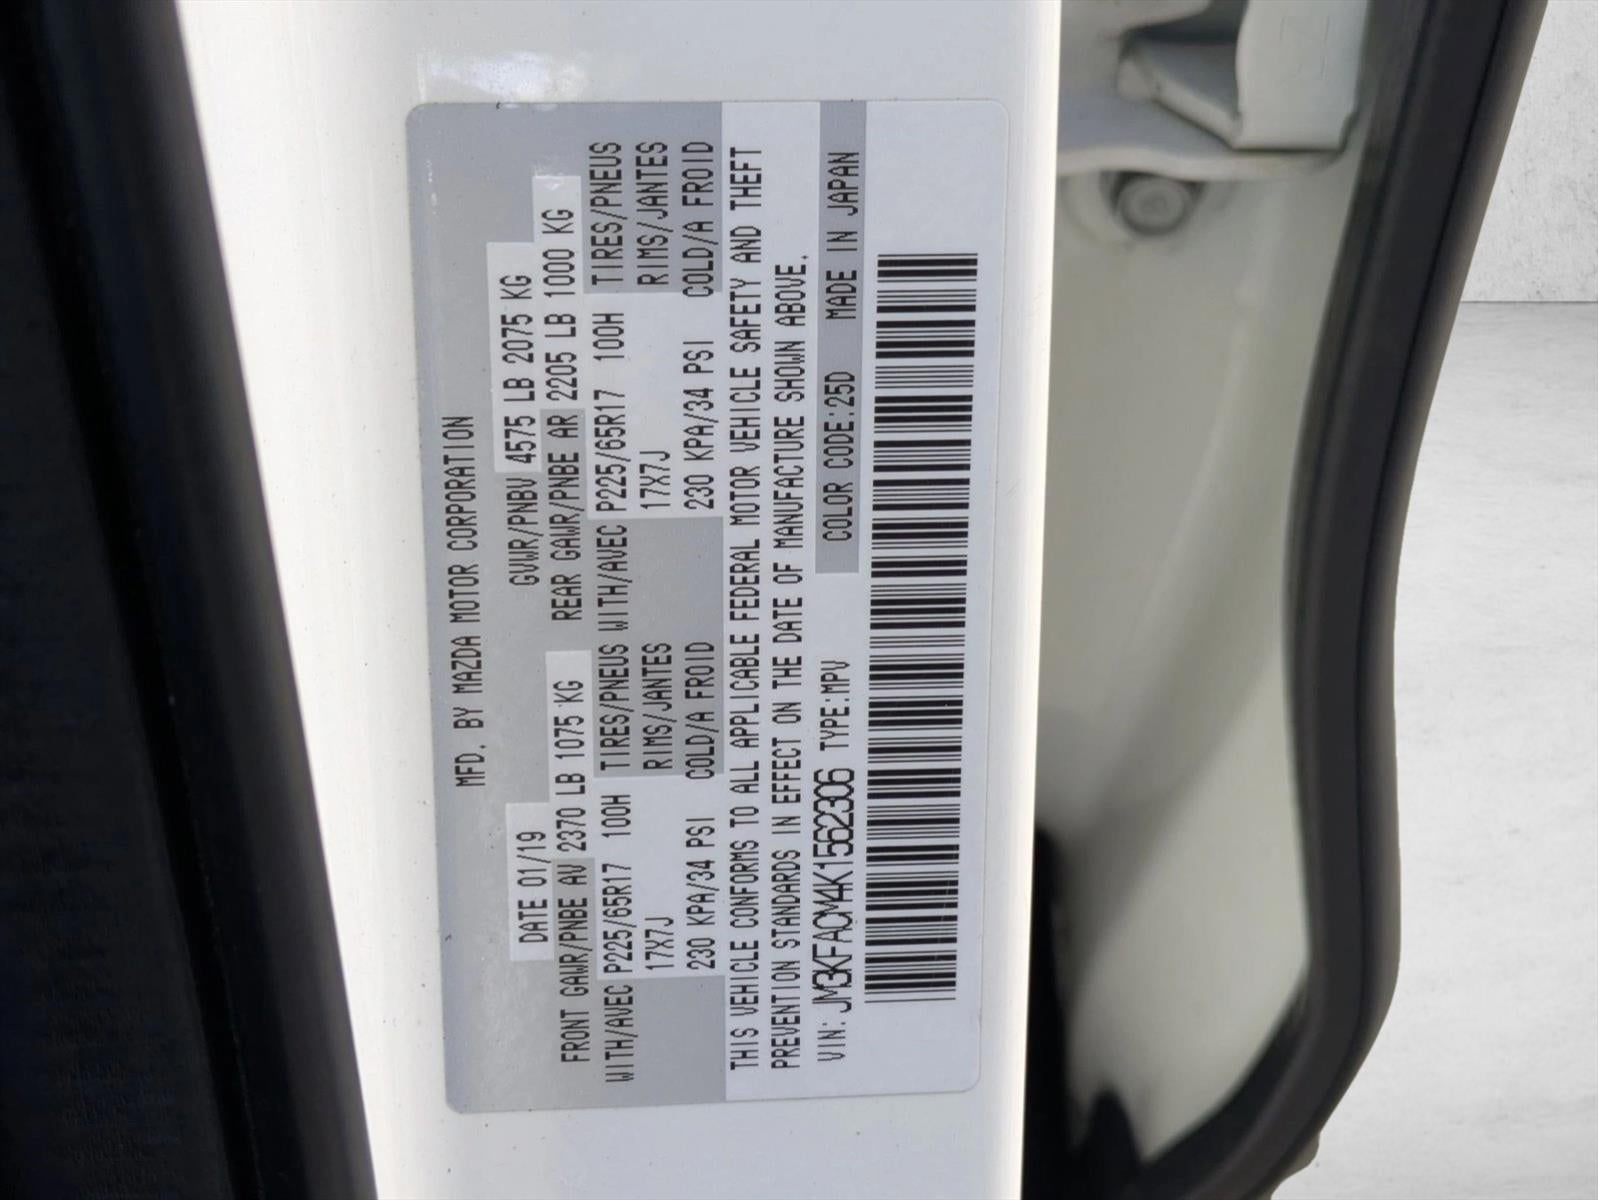 MFD. BY MAZDA MOTOR CORPORATION
DATE 01/19 GVWR/PNBV 4575 LB 2075 KG
FRONT GAWR/PNBE AV 2370 LB 1075 KG REAR GAWR/PNBE AR 2205 LB 1000 KG
WITH/AVEC P225/65R17 100H TIRES/PNEUS WITH/AVEC P225/65R17 100H TIRES/PNEUS
17X7J RIMS/JANTES 17X7J RIMS/JANTES
230 KPA/34 PSI COLD/A FROID 230 KPA/34 PSI COLD/A FROID
THIS VEHICLE CONFORMS TO ALL APPLICABLE FEDERAL MOTOR VEHICLE SAFETY AND THEFT
PREVENTION STANDARDS IN EFFECT ON THE DATE OF MANUFACTURE SHOWN ABOVE.
VIN: JM3KFACM4K1562306 TYPE:MPV COLOR CODE:25D MADE IN JAPAN